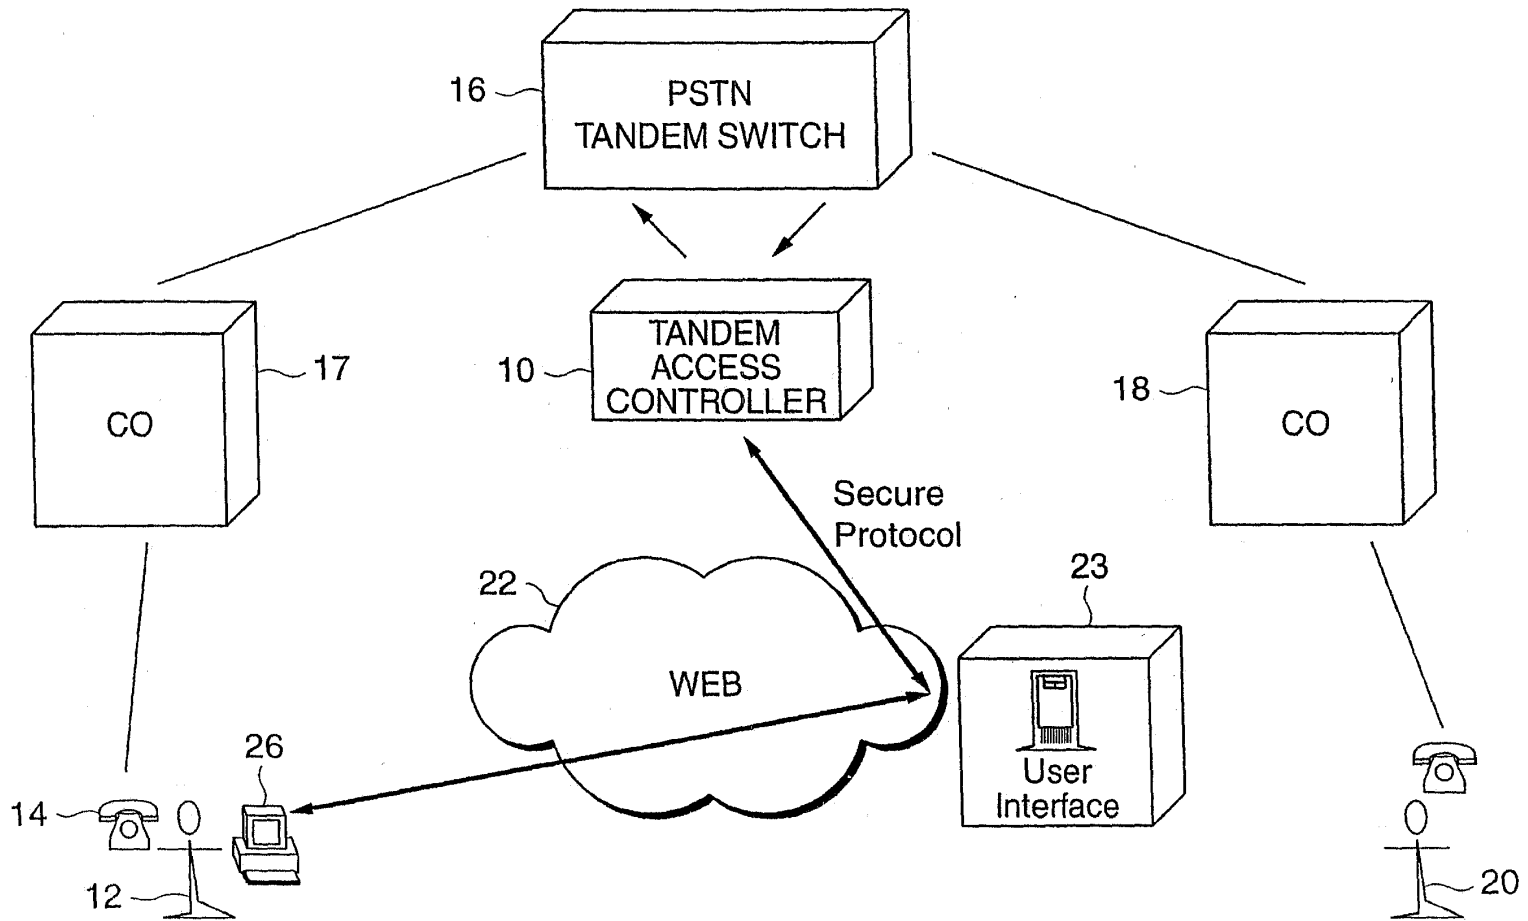 PSTN
TANDEM SWITCH
16
TANDEM
ACCESS
CONTROLLER
10
17
CO
18
CO
Secure
Protocol
22
WEB
23
User
Interface
26
14
12
20